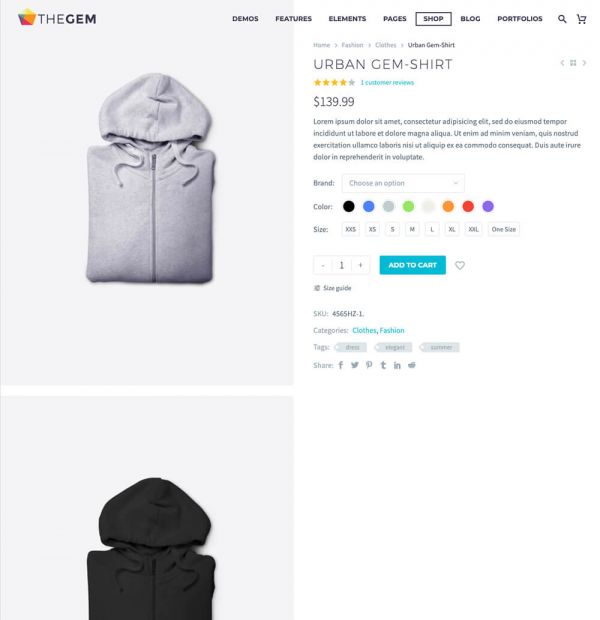 THEGEM
DEMOS FEATURES ELEMENTS PAGES SHOP BLOG PORTFOLIOS
Home > Fashion > Clothes > Urban Gem-Shirt
URBAN GEM-SHIRT
1 customer reviews
$139.99
Lorem ipsum dolor sit amet, consectetur adipisicing elit, sed do eiusmod tempor
incididunt ut labore et dolore magna aliqua. Ut enim ad minim veniam, quis nostrud
exercitation ullamco laboris nisi ut aliquip ex ea commodo consequat. Duis aute irure
dolor in reprehenderit in voluptate.
Brand: Choose an option
Color:
Size: XXS XS S M L XL XXL One Size
- 1 + ADD TO CART
Size guide
SKU: 4565HZ-1.
Categories: Clothes, Fashion
Tags: dress elegant summer
Share: